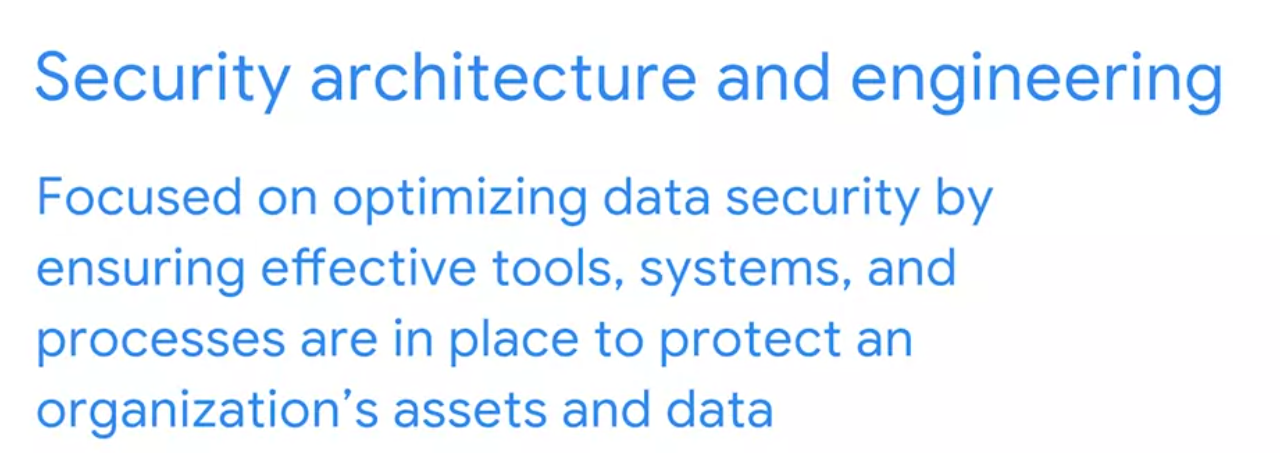 Security architecture and engineering
Focused on optimizing data security by
ensuring effective tools, systems, and
processes are in place to protect an
organization’s assets and data